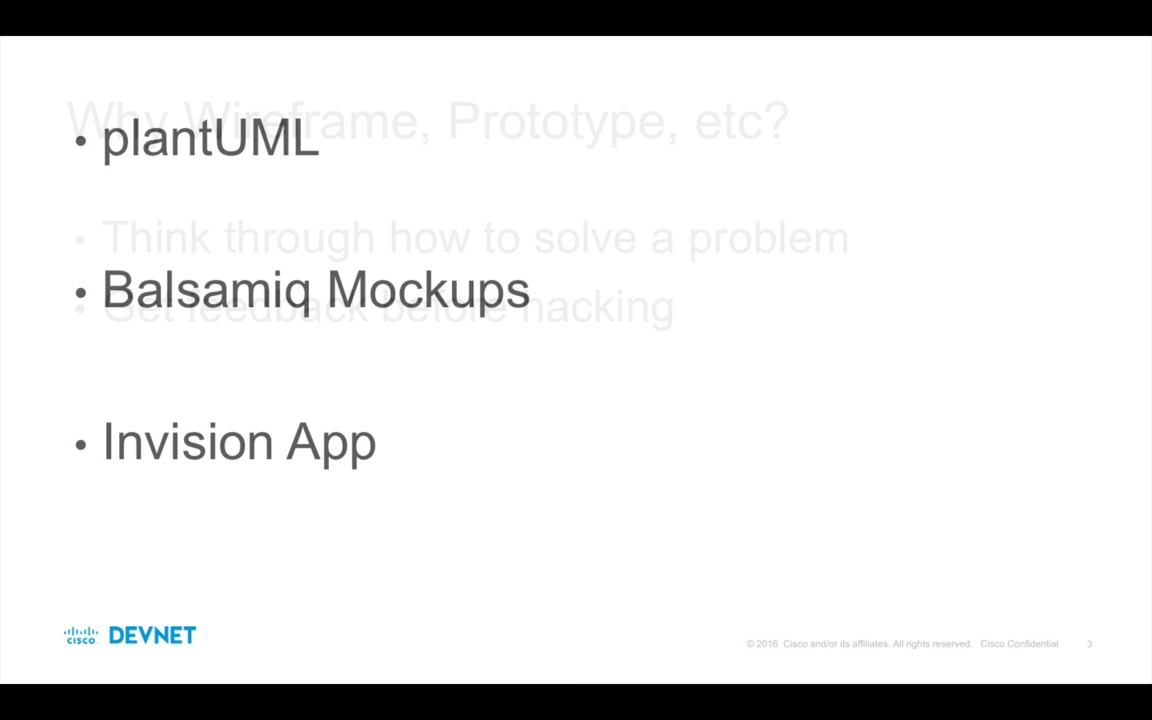 Why Wireframe, Prototype, etc?
• plantUML
• Think through how to solve a problem
• Balsamiq Mockups
• Get feedback before hacking
• Invision App
CISCO DEVNET
© 2016 Cisco and/or its affiliates. All rights reserved. Cisco Confidential 3